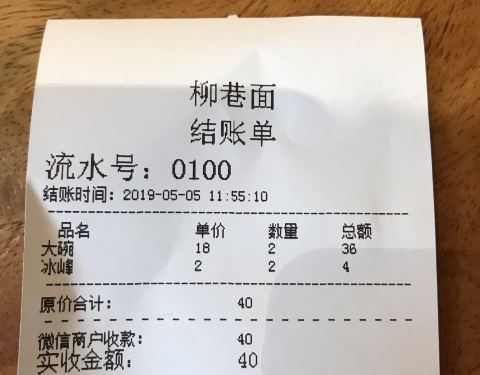 柳巷面
结账单
流水号：0100
结账时间：2019-05-05 11:55:10
品名 单价 数量 总额
大碗 18 2 36
冰峰 2 2 4
原价合计： 40
微信商户收款： 40
实收金额： 40